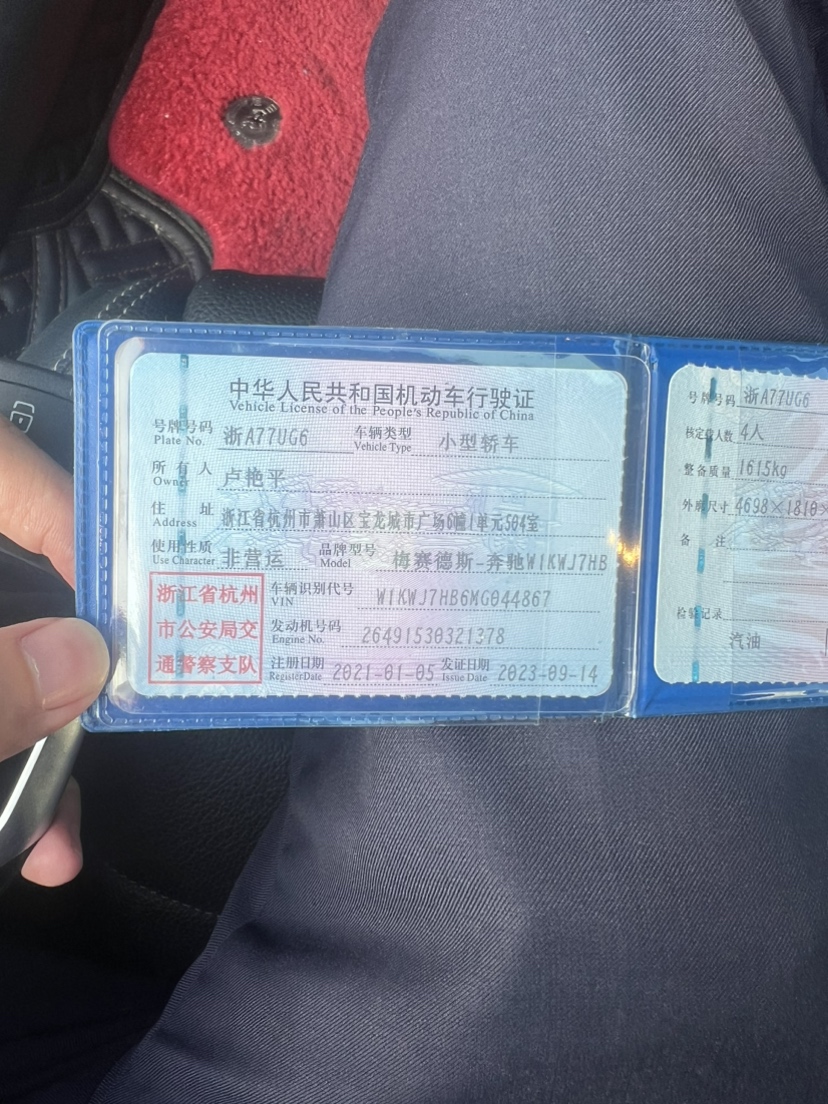 中华人民共和国机动车行驶证
Vehicle License of the People's Republic of China
号牌号码 浙A77UG6 车辆类型 小型轿车
Plate No. Vehicle Type
所有人 卢艳平
Owner
住址 浙江省杭州市萧山区宝龙城市广场6幢1单元504室
Address
使用性质 非营运 品牌型号 梅赛德斯-奔驰W1KWJ7HB
Use Character Model
浙江省杭州
市公安局交
通警察支队
车辆识别代号 W1KWJ7HB6MG044867
VIN
发动机号码 26491530321378
Engine No.
注册日期 2021-01-05 发证日期 2023-09-14
Register Date Issue Date
号牌号码 浙A77UG6
核定载人数 4人
整备质量 1615kg
外廓尺寸 4698×1810×
备注
检验记录
汽油